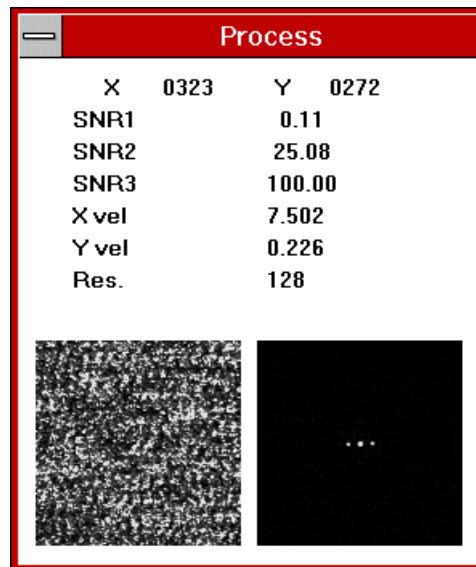 Process
X 0323 Y 0272
SNR1 0.11
SNR2 25.08
SNR3 100.00
X vel 7.502
Y vel 0.226
Res. 128